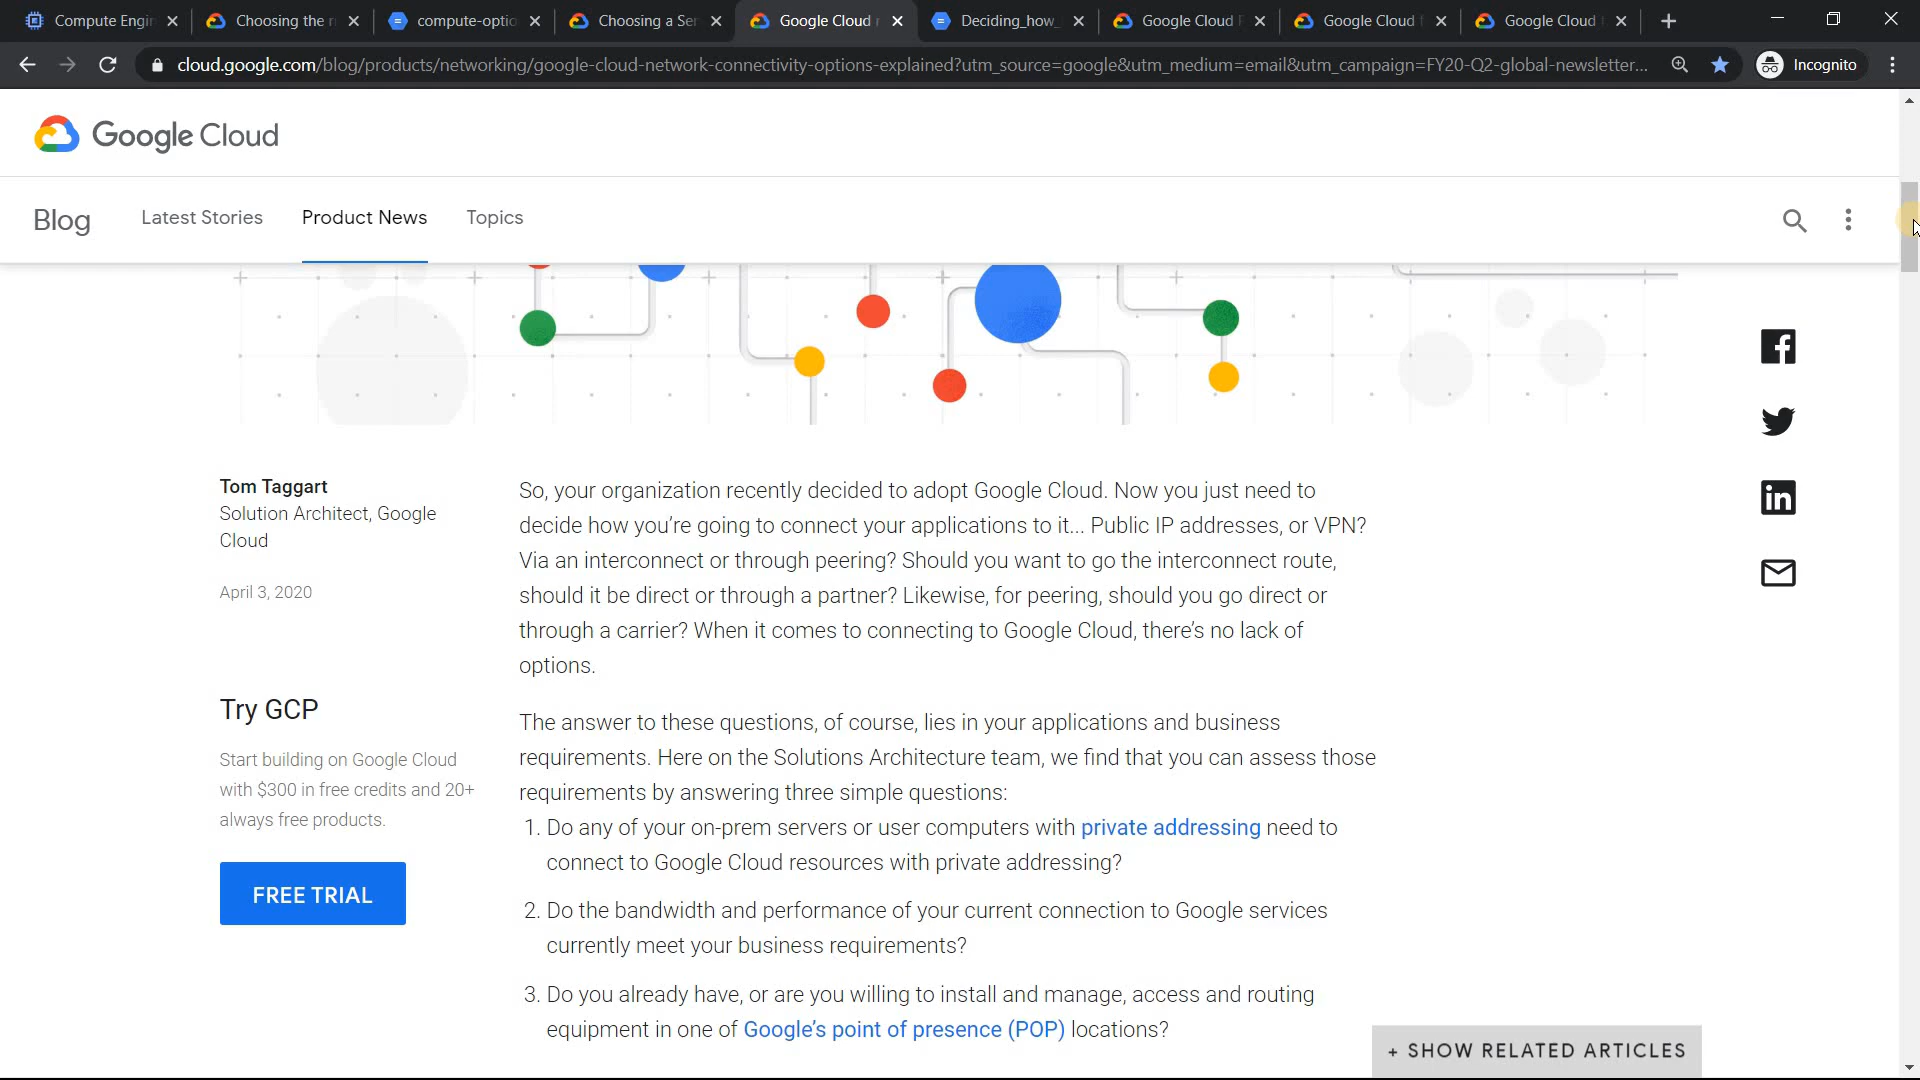 Compute Engin
Choosing the r
compute-optio
Choosing a Ser
Google Cloud
Deciding_how_
Google Cloud
Google Cloud
Google Cloud
cloud.google.com/blog/products/networking/google-cloud-network-connectivity-options-explained?utm_source=google&utm_medium=email&utm_campaign=FY20-Q2-global-newsletter...
Incognito
Google Cloud
Blog
Latest Stories
Product News
Topics
Tom Taggart
Solution Architect, Google
Cloud
April 3, 2020
Try GCP
Start building on Google Cloud
with $300 in free credits and 20+
always free products.
FREE TRIAL
So, your organization recently decided to adopt Google Cloud. Now you just need to
decide how you’re going to connect your applications to it... Public IP addresses, or VPN?
Via an interconnect or through peering? Should you want to go the interconnect route,
should it be direct or through a partner? Likewise, for peering, should you go direct or
through a carrier? When it comes to connecting to Google Cloud, there’s no lack of
options.
The answer to these questions, of course, lies in your applications and business
requirements. Here on the Solutions Architecture team, we find that you can assess those
requirements by answering three simple questions:
1. Do any of your on-prem servers or user computers with private addressing need to
connect to Google Cloud resources with private addressing?
2. Do the bandwidth and performance of your current connection to Google services
currently meet your business requirements?
3. Do you already have, or are you willing to install and manage, access and routing
equipment in one of Google’s point of presence (POP) locations?
+ SHOW RELATED ARTICLES